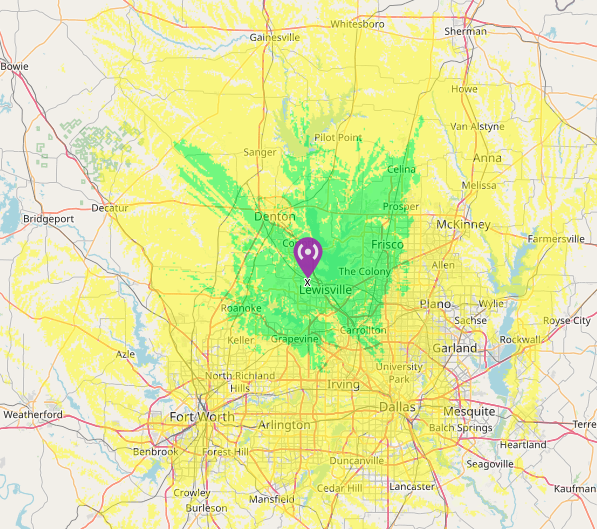 Whitesboro
Sherman
Gainesville
Bowie
Howe
Van Alstyne
Pilot Point
Sanger
Anna
Celina
Melissa
Decatur
Prosper
Bridgeport
Denton
McKinney
Frisco
Farmersville
Allen
The Colony
X
Lewisville
Plano
Wylie
Roanoke
Sachse
Royse City
Carrollton
Keller
Grapevine
Rockwall
Garland
Azle
University
Park
North Richland
Hills
Irving
Dallas
Weatherford
Fort Worth
Mesquite
Arlington
Balch Springs
Terre
Benbrook
Forest Hill
Heartland
Duncanville
Seagoville
Crowley
Cedar Hill
Lancaster
Kaufman
Mansfield
Burleson